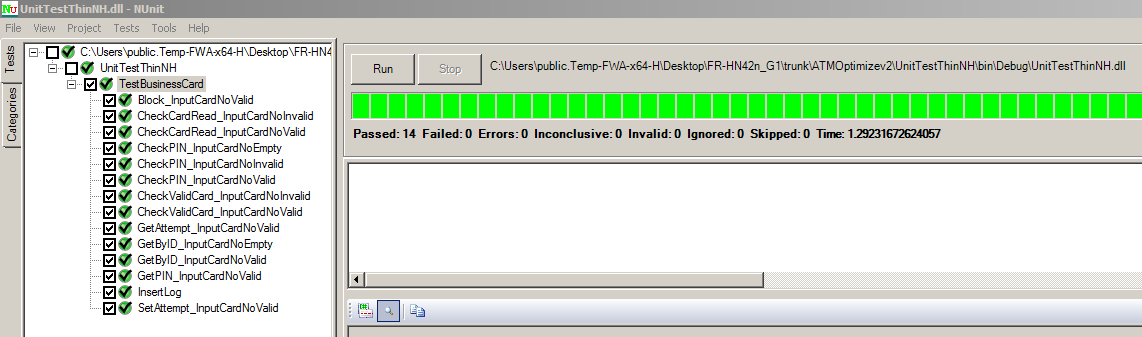 UnitTestThinNH.dll - NUnit
File View Project Tests Tools Help
Tests
Categories
C:\Users\public.Temp-FWA-x64-H\Desktop\FR-HN4
UnitTestThinNH
TestBusinessCard
Block_InputCardNoValid
CheckCardRead_InputCardNoInvalid
CheckCardRead_InputCardNoValid
CheckPIN_InputCardNoEmpty
CheckPIN_InputCardNoInvalid
CheckPIN_InputCardNoValid
CheckValidCard_InputCardNoInvalid
CheckValidCard_InputCardNoValid
GetAttempt_InputCardNoValid
GetByID_InputCardNoEmpty
GetByID_InputCardNoValid
GetPIN_InputCardNoValid
InsertLog
SetAttempt_InputCardNoValid
Run Stop C:\Users\public.Temp-FWA-x64-H\Desktop\FR-HN42n_G1\trunk\ATMOptimizev2\UnitTestThinNH\bin\Debug\UnitTestThinNH.dll
Passed: 14 Failed: 0 Errors: 0 Inconclusive: 0 Invalid: 0 Ignored: 0 Skipped: 0 Time: 1.29231672624057